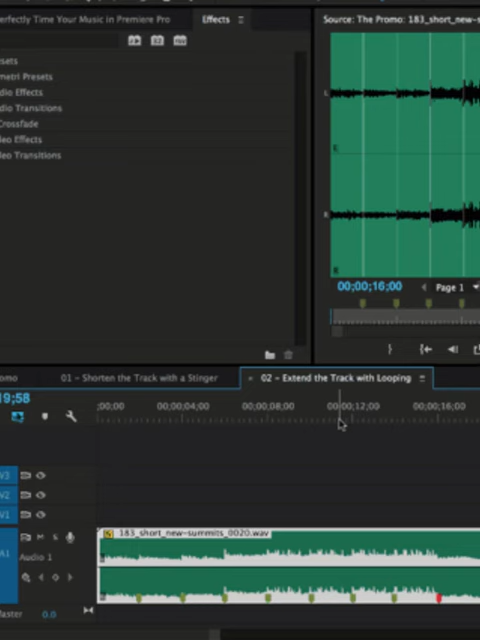 erfectly Time Your Music in Premiere Pro
Effects
Source: The Promo: 183_short_new-s
sets
metri Presets
dio Effects
dio Transitions
Crossfade
deo Effects
deo Transitions
L
R
00;00;16;00
Page 1
omo
01 - Shorten the Track with a Stinger
02 - Extend the Track with Looping
19;58
;00;00
00;00;04;00
00;00;08;00
00;00;12;00
00;00;16;00
V3
V2
V1
183_short_new-summits_0020.wav
A1
M S
Audio 1
Master
0.0